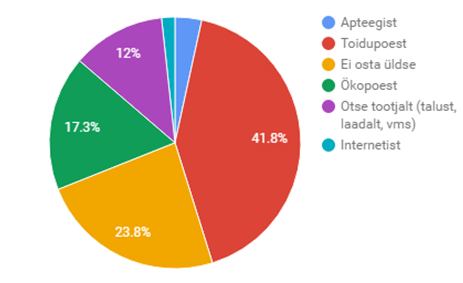 Apteegist
Toidupoest
Ei osta üldse
Ökopoest
Otse tootjalt (talust,
laadalt, vms)
Internetist
12%
17.3%
41.8%
23.8%